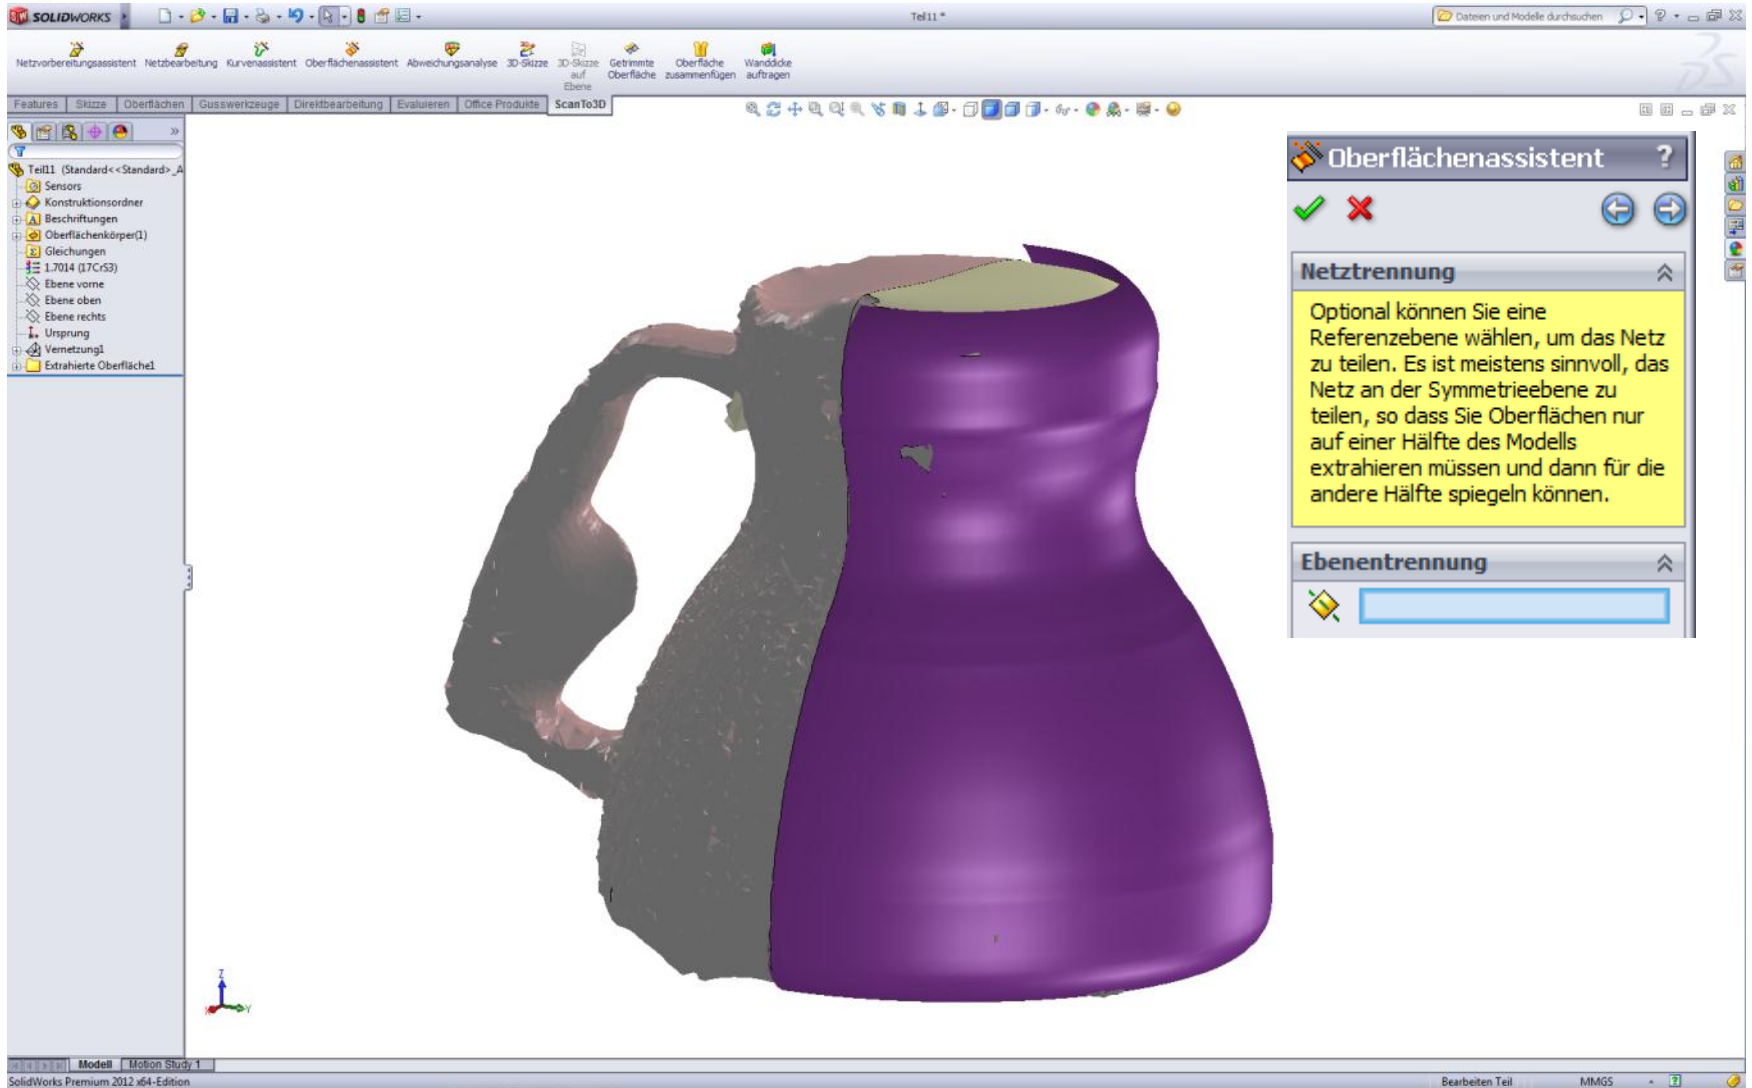 SOLIDWORKS
Teil11 *
Dateien und Modelle durchsuchen
Netzvorbereitungsassistent Netzbearbeitung Kurvenassistent Oberflächenassistent Abweichungsanalyse 3D-Skizze 3D-Skizze auf Ebene Getrimmte Oberfläche Oberfläche zusammenfügen Wanddicke auftragen
Features Skizze Oberflächen Gusswerkzeuge Direktbearbeitung Evaluieren Office Produkte ScanTo3D
Teil11 (Standard<<Standard>_A
Sensors
Konstruktionsordner
Beschriftungen
Oberflächenkörper(1)
Gleichungen
1.7014 (17CrS3)
Ebene vorne
Ebene oben
Ebene rechts
Ursprung
Vernetzung1
Extrahierte Oberfläche1
Oberflächenassistent ?
Netztrennung
Optional können Sie eine
Referenzebene wählen, um das Netz
zu teilen. Es ist meistens sinnvoll, das
Netz an der Symmetrieebene zu
teilen, so dass Sie Oberflächen nur
auf einer Hälfte des Modells
extrahieren müssen und dann für die
andere Hälfte spiegeln können.
Ebenentrennung
Z
Y
Modell Motion Study 1
SolidWorks Premium 2012 x64-Edition
Bearbeiten Teil MMGS